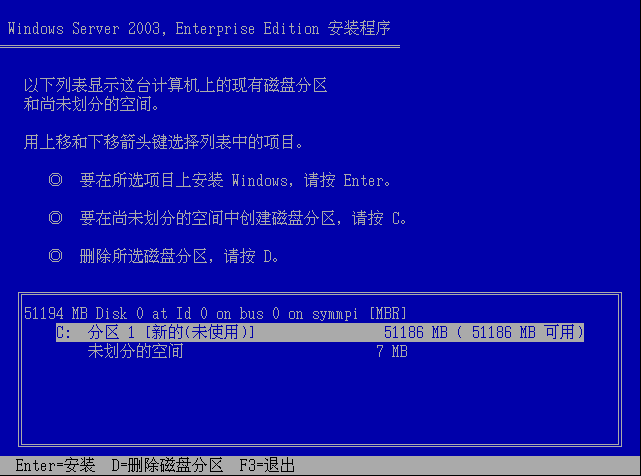 Windows Server 2003, Enterprise Edition 安装程序
以下列表显示这台计算机上的现有磁盘分区
和尚未划分的空间。
用上移和下移箭头键选择列表中的项目。
◎ 要在所选项目上安装 Windows，请按 Enter。
◎ 要在尚未划分的空间中创建磁盘分区，请按 C。
◎ 删除所选磁盘分区，请按 D。
51194 MB Disk 0 at Id 0 on bus 0 on symmpi [MBR]
C: 分区 1 [新的(未使用)] 51186 MB ( 51186 MB 可用)
未划分的空间 7 MB
Enter=安装 D=删除磁盘分区 F3=退出